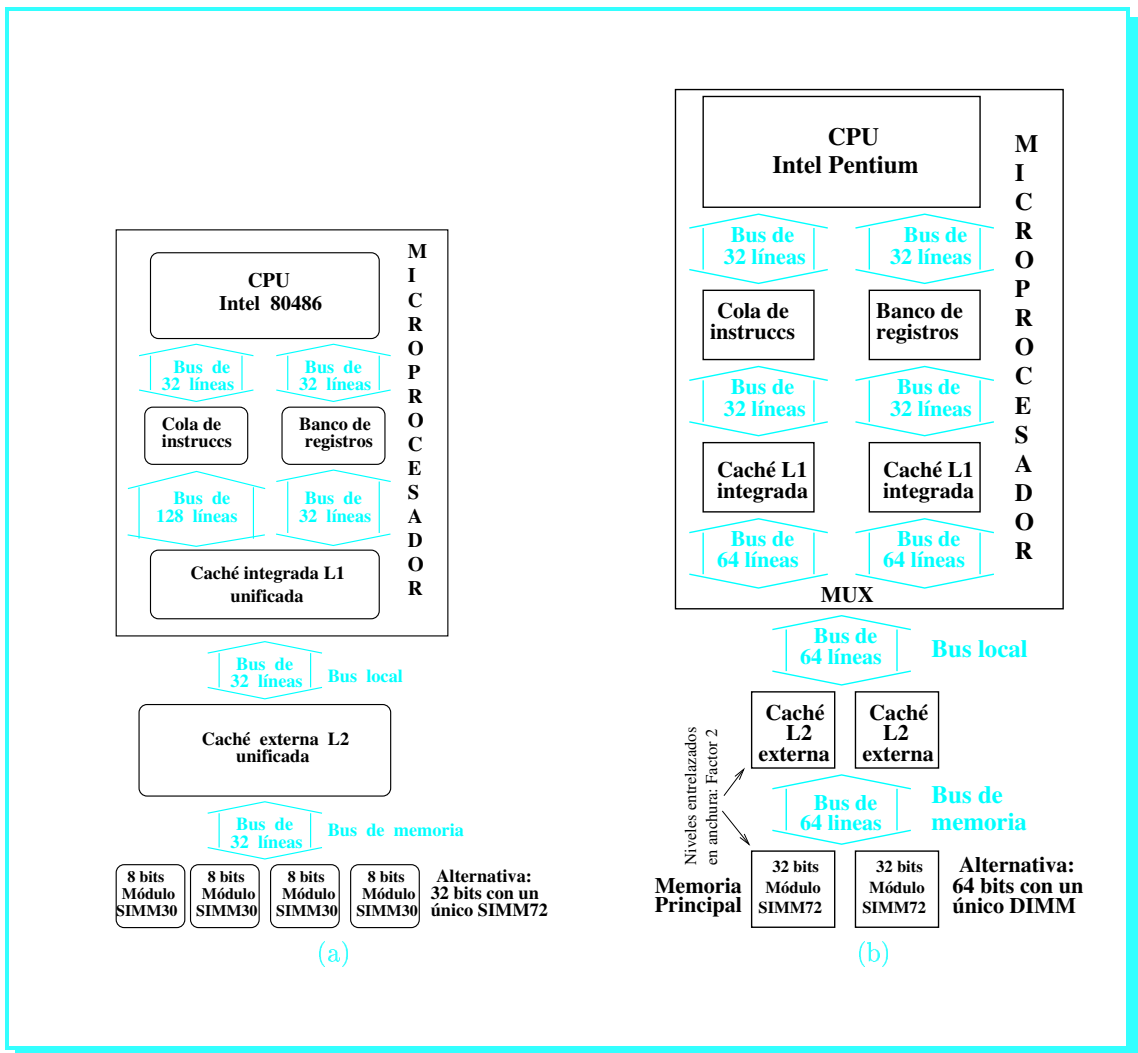 CPU
Intel 80486
MICROPROCESADOR
Bus de
32 líneas
Bus de
32 líneas
Cola de
instruccs
Banco de
registros
Bus de
128 líneas
Bus de
32 líneas
Caché integrada L1
unificada
Bus de
32 líneas
Bus local
Caché externa L2
unificada
Bus de
32 líneas
Bus de memoria
8 bits
Módulo
SIMM30
8 bits
Módulo
SIMM30
8 bits
Módulo
SIMM30
8 bits
Módulo
SIMM30
Alternativa:
32 bits con un
único SIMM72
(a)
CPU
Intel Pentium
MICROPROCESADOR
Bus de
32 líneas
Bus de
32 líneas
Cola de
instruccs
Banco de
registros
Bus de
32 líneas
Bus de
32 líneas
Caché L1
integrada
Caché L1
integrada
Bus de
64 líneas
Bus de
64 líneas
MUX
Bus de
64 líneas
Bus local
Caché
L2
externa
Caché
L2
externa
Niveles entrelazados
en anchura: Factor 2
Bus de
64 lineas
Bus de
memoria
Memoria
Principal
32 bits
Módulo
SIMM72
32 bits
Módulo
SIMM72
Alternativa:
64 bits con un
único DIMM
(b)